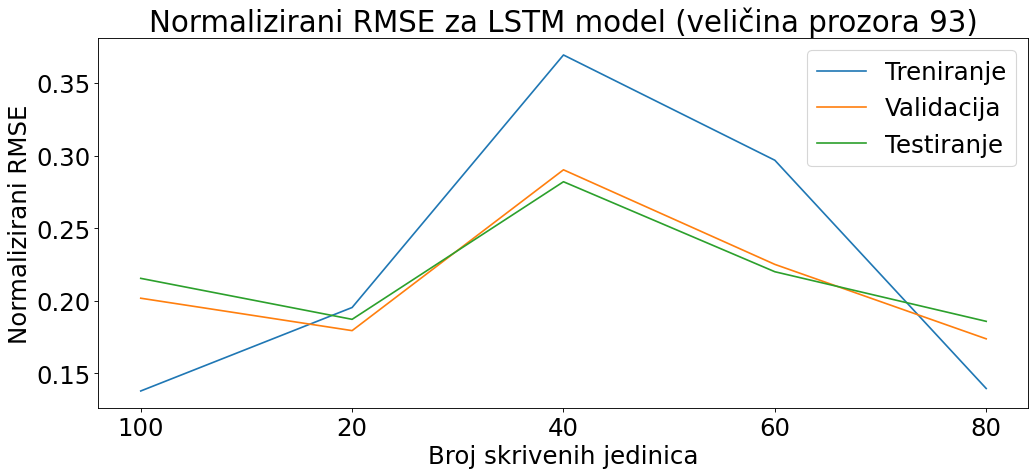 Normalizirani RMSE za LSTM model (veličina prozora 93)
Normalizirani RMSE
0.35
0.30
0.25
0.20
0.15
Treniranje
Validacija
Testiranje
100 20 40 60 80
Broj skrivenih jedinica